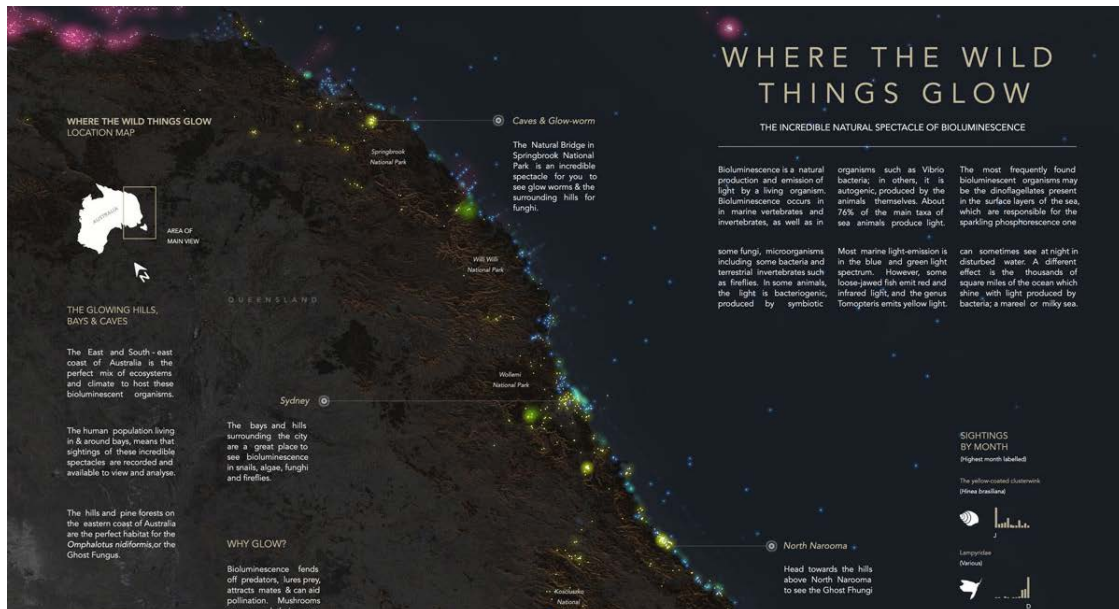 WHERE THE WILD
THINGS GLOW
THE INCREDIBLE NATURAL SPECTACLE OF BIOLUMINESCENCE
Bioluminescence is a natural
production and emission of
light by a living organism.
Bioluminescence occurs in
in marine vertebrates and
invertebrates, as well as in
some fungi, microorganisms
including some bacteria and
terrestrial invertebrates such
as fireflies. In some animals,
the light is bacteriogenic,
produced by symbiotic
organisms such as Vibrio
bacteria; in others, it is
autogenic, produced by the
animals themselves. About
76% of the main taxa of
sea animals produce light.
Most marine light-emission is
in the blue and green light
spectrum. However, some
loose-jawed fish emit red and
infrared light, and the genus
Tomopteris emits yellow light.
The most frequently found
bioluminescent organisms may
be the dinoflagellates present
in the surface layers of the sea,
which are responsible for the
sparkling phosphorescence one
can sometimes see at night in
disturbed water. A different
effect is the thousands of
square miles of the ocean which
shine with light produced by
bacteria; a mareel or milky sea.
WHERE THE WILD THINGS GLOW
LOCATION MAP
AUSTRALIA
AREA OF
MAIN VIEW
N
THE GLOWING HILLS,
BAYS & CAVES
The East and South - east
coast of Australia is the
perfect mix of ecosystems
and climate to host these
bioluminescent organisms.
The human population living
in & around bays, means that
sightings of these incredible
spectacles are recorded and
available to view and analyse.
The hills and pine forests on
the eastern coast of Australia
are the perfect habitat for the
Omphalotus nidiformis,or the
Ghost Fungus.
Caves & Glow-worm
The Natural Bridge in
Springbrook National
Park is an incredible
spectacle for you to
see glow worms & the
surrounding hills for
funghi.
Springbrook
National Park
Willi Willi
National Park
QUEENSLAND
Wollemi
National Park
Sydney
The bays and hills
surrounding the city
are a great place to
see bioluminescence
in snails, algae, funghi
and fireflies.
WHY GLOW?
Bioluminescence fends
off predators, lures prey,
attracts mates & can aid
pollination. Mushrooms
Kosciuszko
National
North Narooma
Head towards the hills
above North Narooma
to see the Ghost Fhungi
SIGHTINGS
BY MONTH
(Highest month labelled)
The yellow-coated clusterwink
(Hinea brasiliana)
J
Lampyridae
(Various)
D